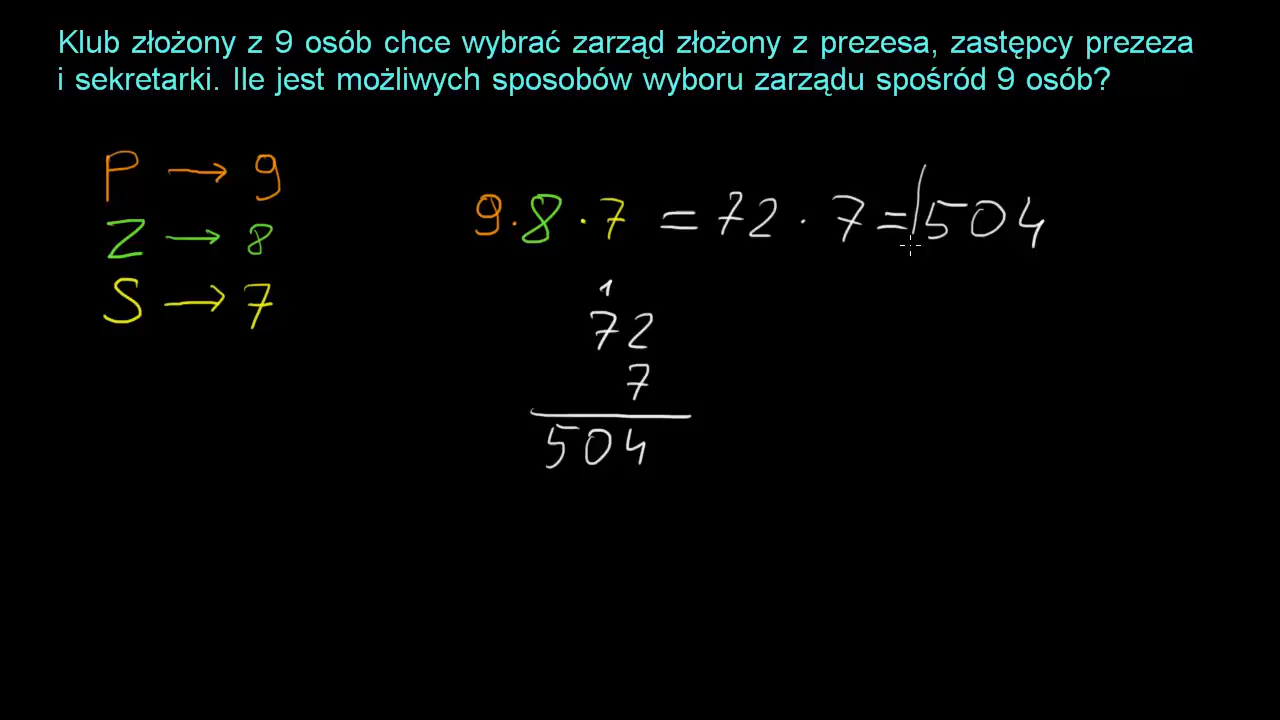 Klub złożony z 9 osób chce wybrać zarząd złożony z prezesa, zastępcy prezeza
i sekretarki. Ile jest możliwych sposobów wyboru zarządu spośród 9 osób?
P → 9
Z → 8
S → 7
9 · 8 · 7 = 72 · 7 = 504
1
72
7
504